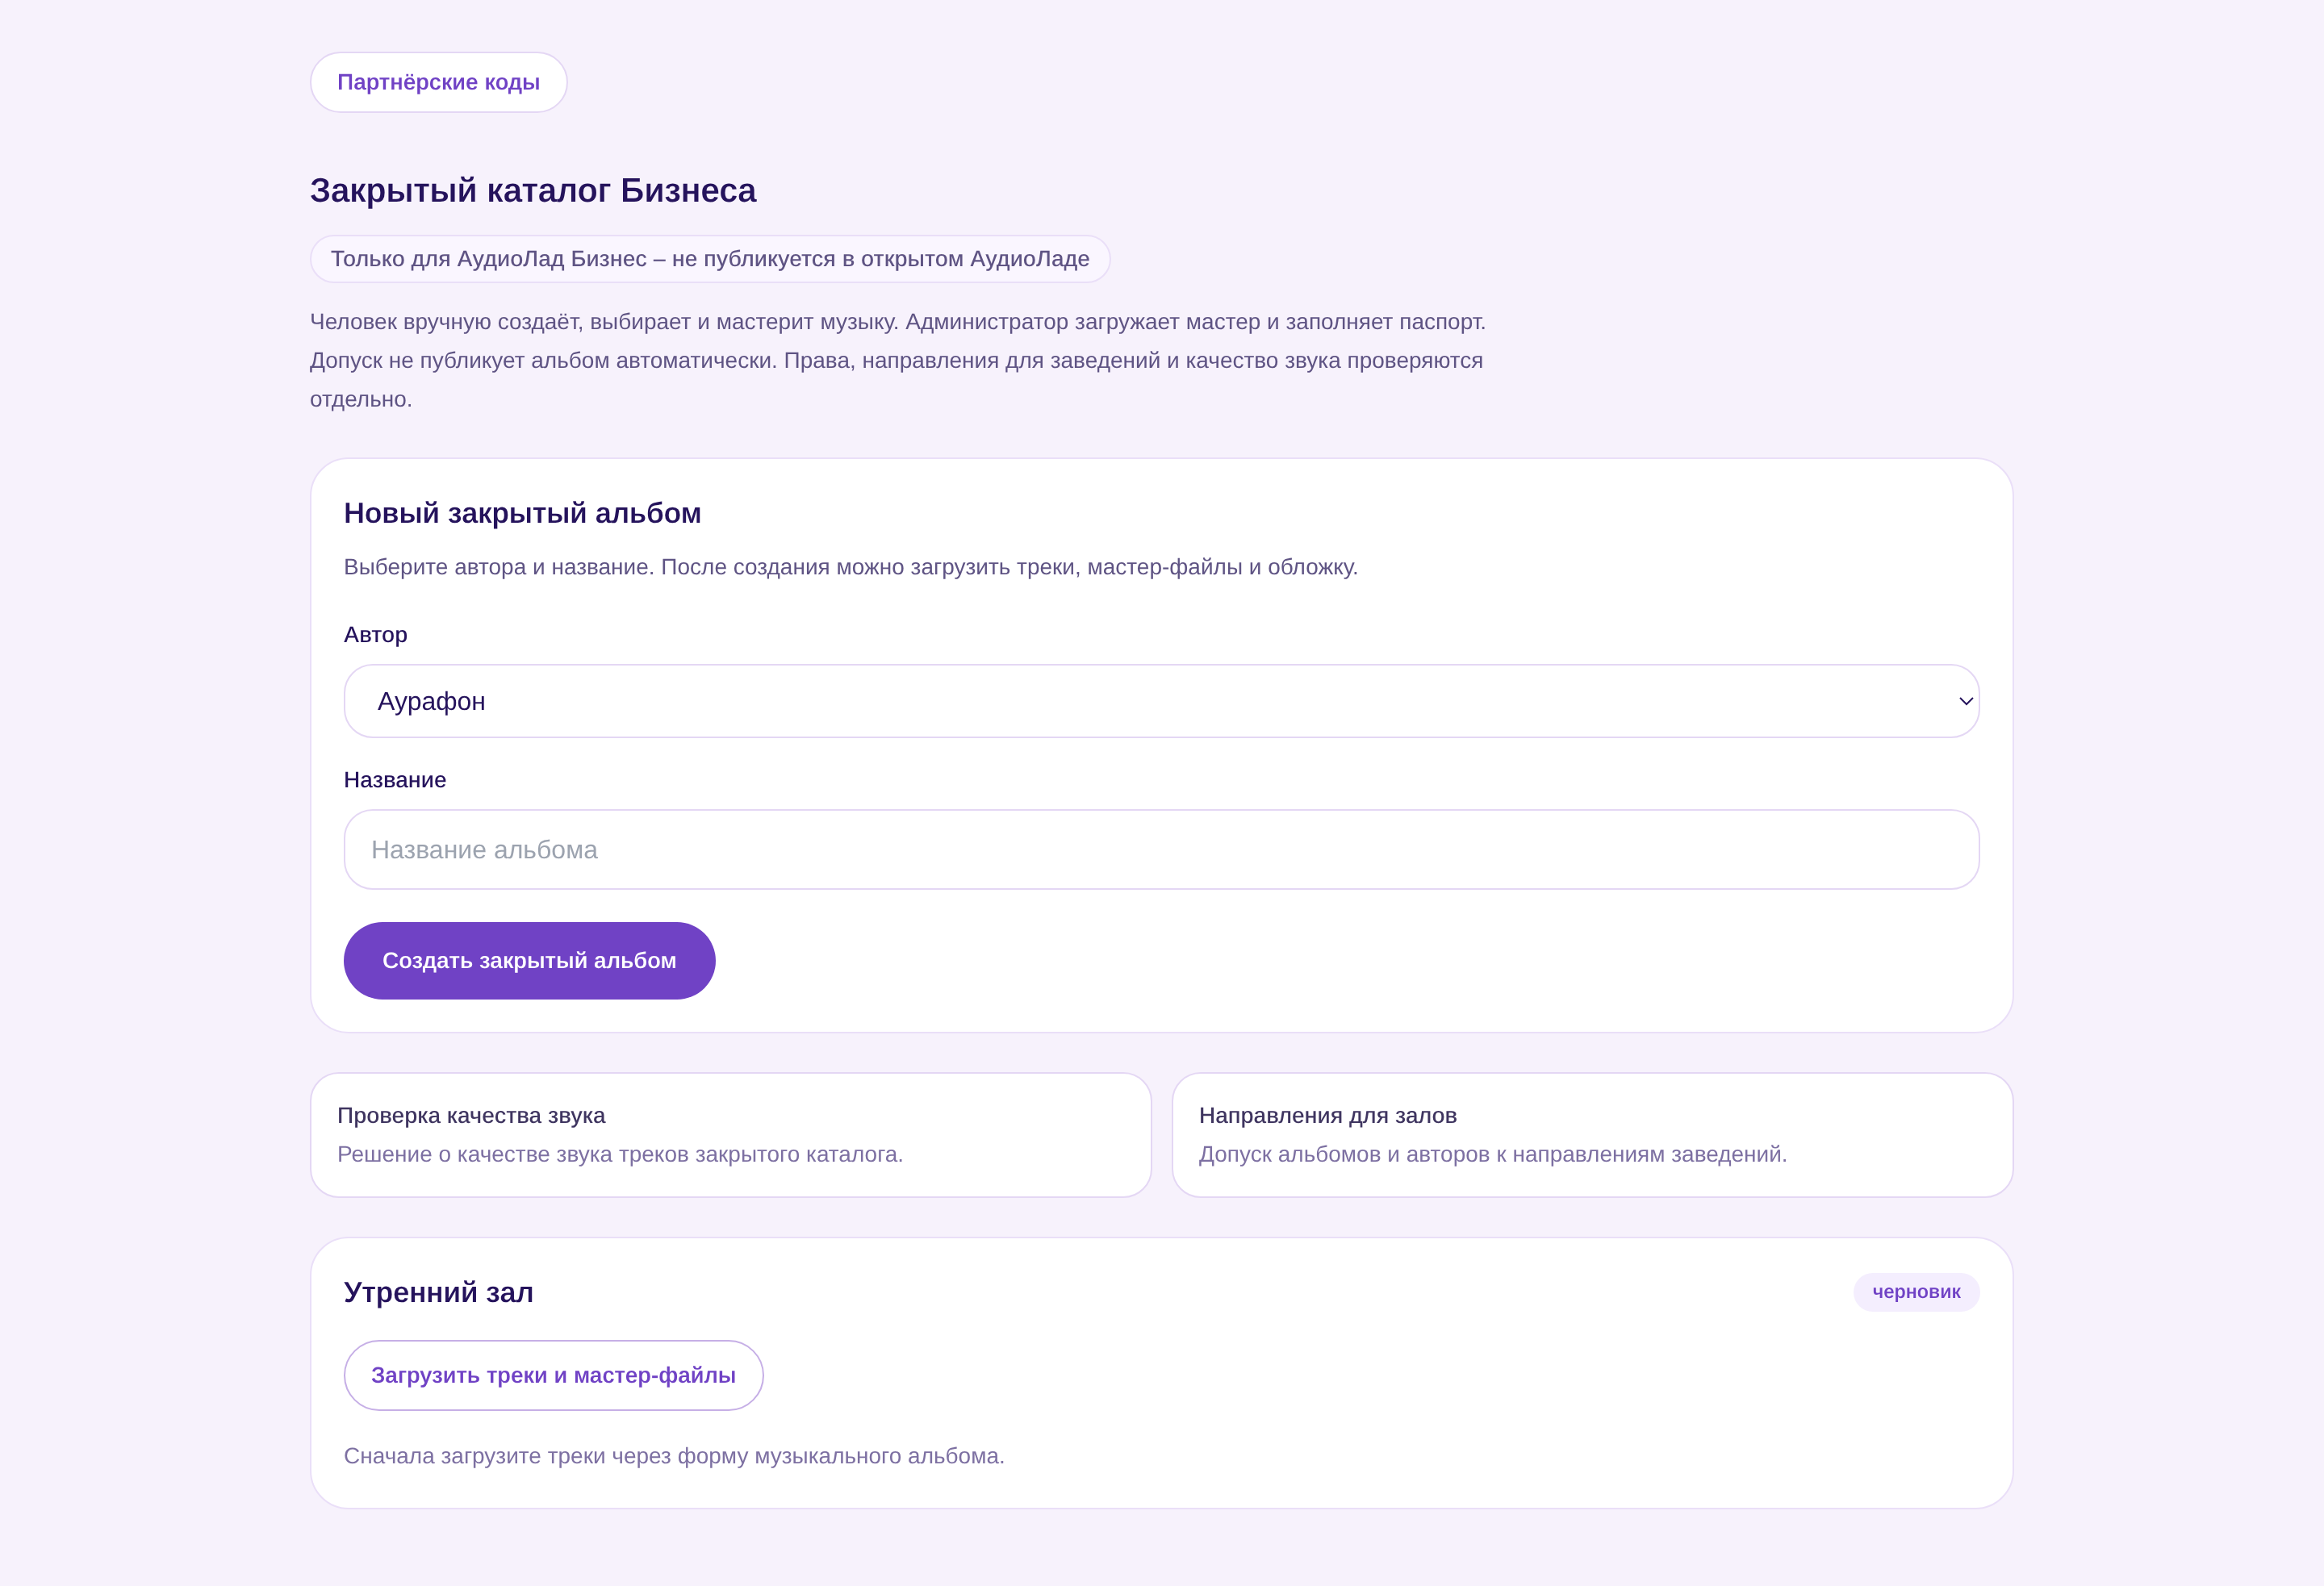 Партнёрские коды
Закрытый каталог Бизнеса
Только для АудиоЛад Бизнес – не публикуется в открытом АудиоЛаде
Человек вручную создаёт, выбирает и мастерит музыку. Администратор загружает мастер и заполняет паспорт.
Допуск не публикует альбом автоматически. Права, направления для заведений и качество звука проверяются
отдельно.
Новый закрытый альбом
Выберите автора и название. После создания можно загрузить треки, мастер-файлы и обложку.
Автор
Аурафон
Название
Название альбома
Создать закрытый альбом
Проверка качества звука
Решение о качестве звука треков закрытого каталога.
Направления для залов
Допуск альбомов и авторов к направлениям заведений.
Утренний зал
черновик
Загрузить треки и мастер-файлы
Сначала загрузите треки через форму музыкального альбома.